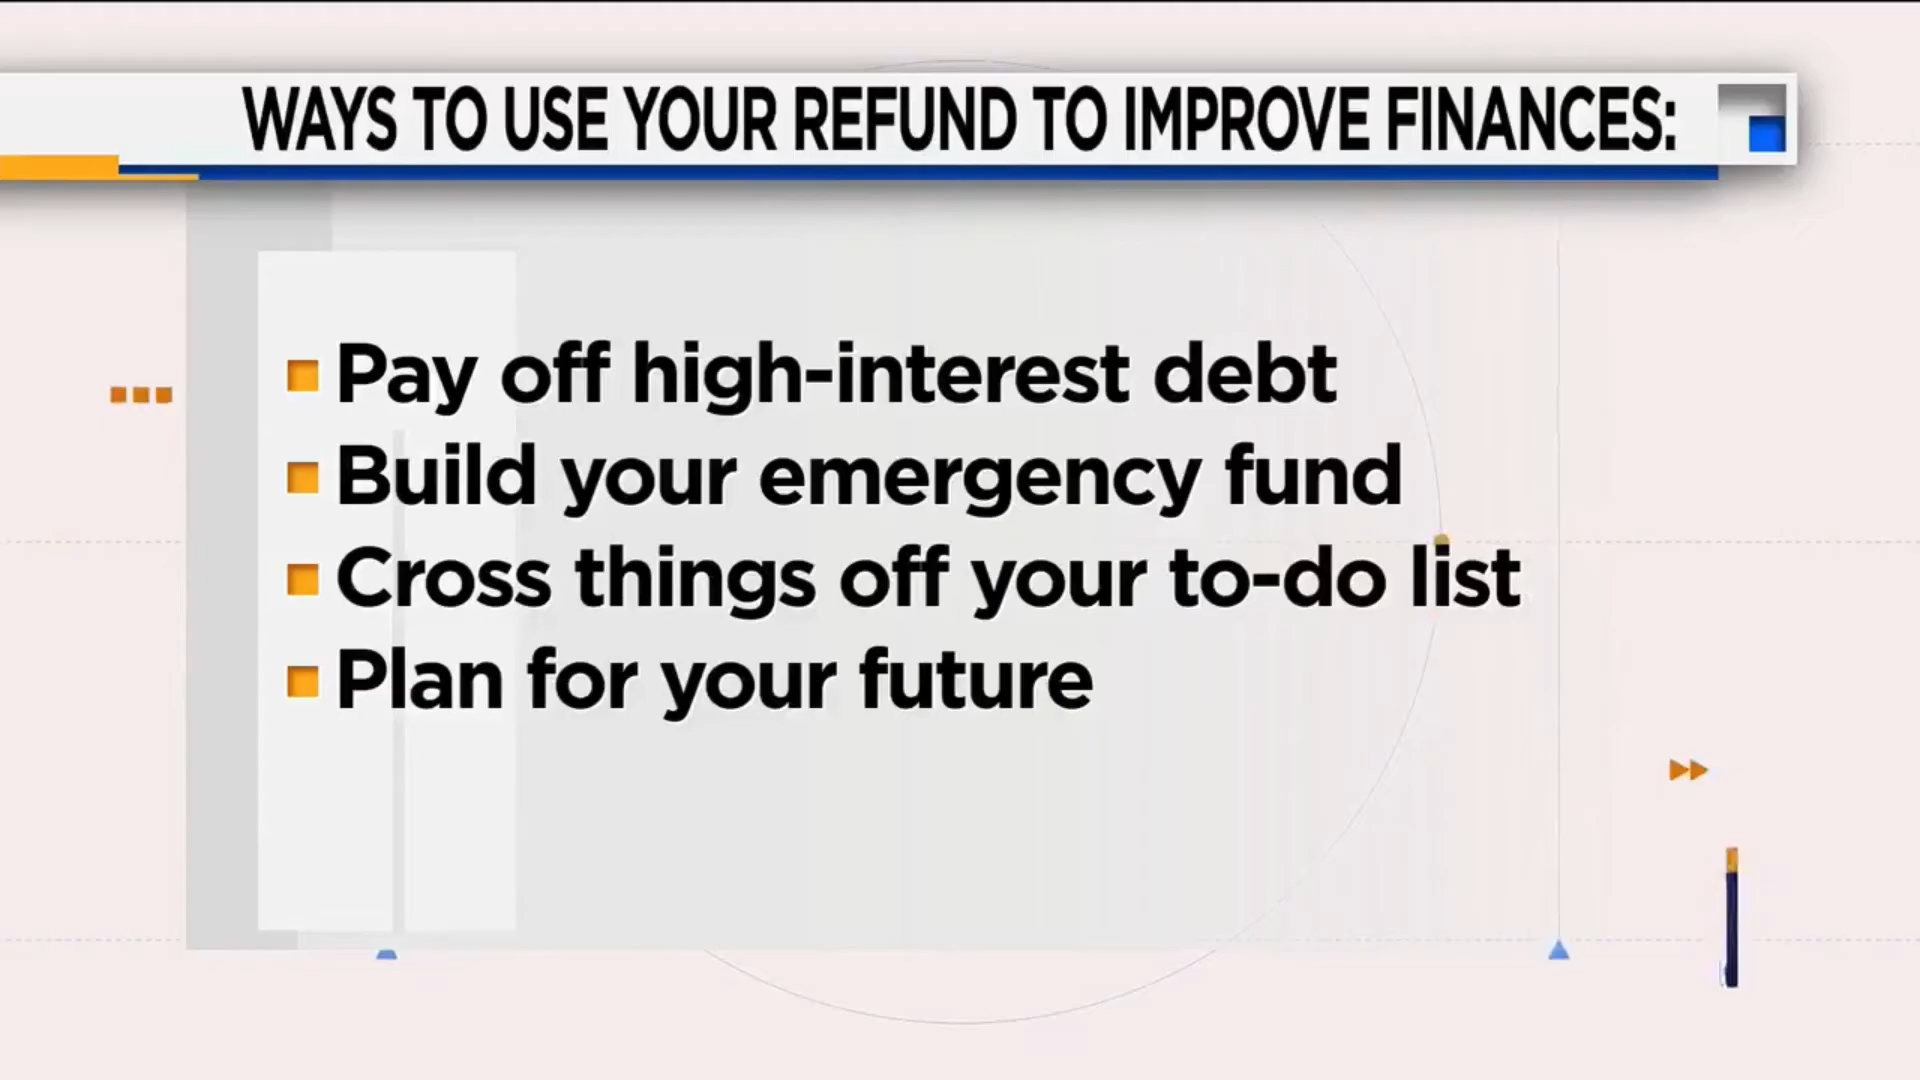 WAYS TO USE YOUR REFUND TO IMPROVE FINANCES:
Pay off high-interest debt
Build your emergency fund
Cross things off your to-do list
Plan for your future